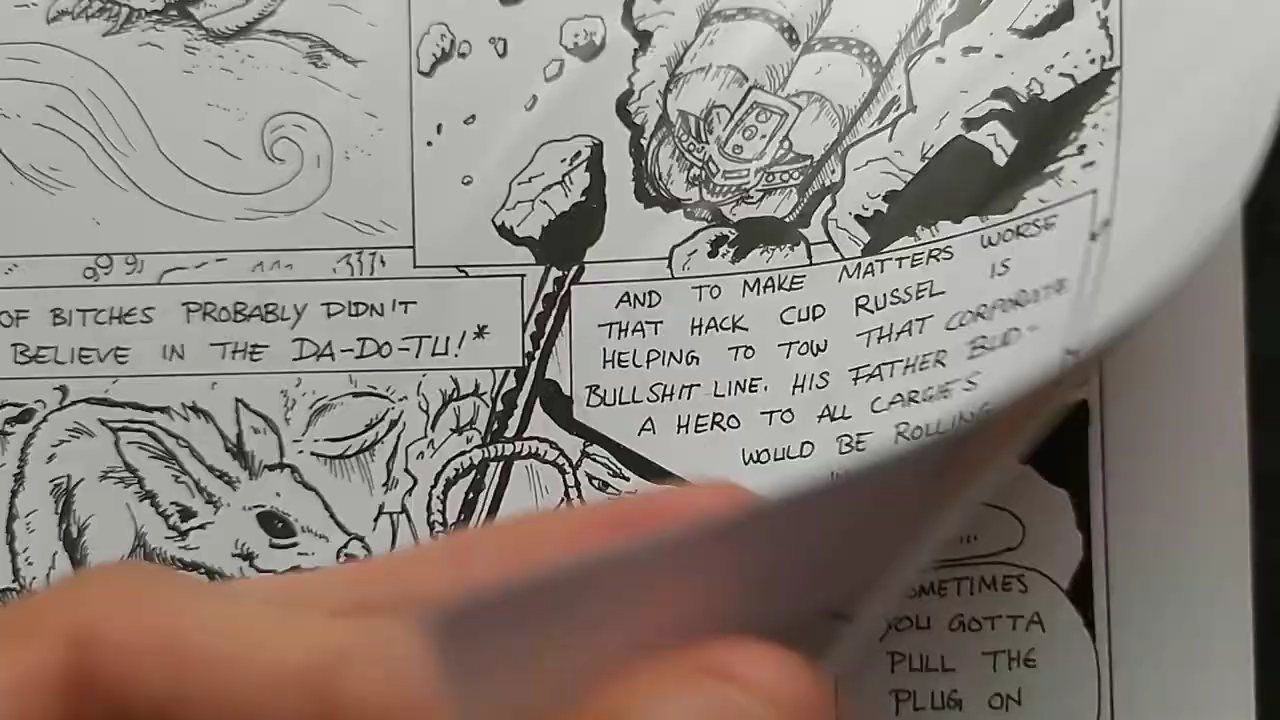 OF BITCHES PROBABLY DIDN'T
BELIEVE IN THE DA-DO-TU!*
AND TO MAKE MATTERS WORSE
THAT HACK CUD RUSSEL IS
HELPING TO TOW THAT CORPORATE
BULLSHIT LINE. HIS FATHER BUD-
A HERO TO ALL CARGIE'S
WOULD BE ROLLING
...
SOMETIMES
YOU GOTTA
PULL THE
PLUG ON